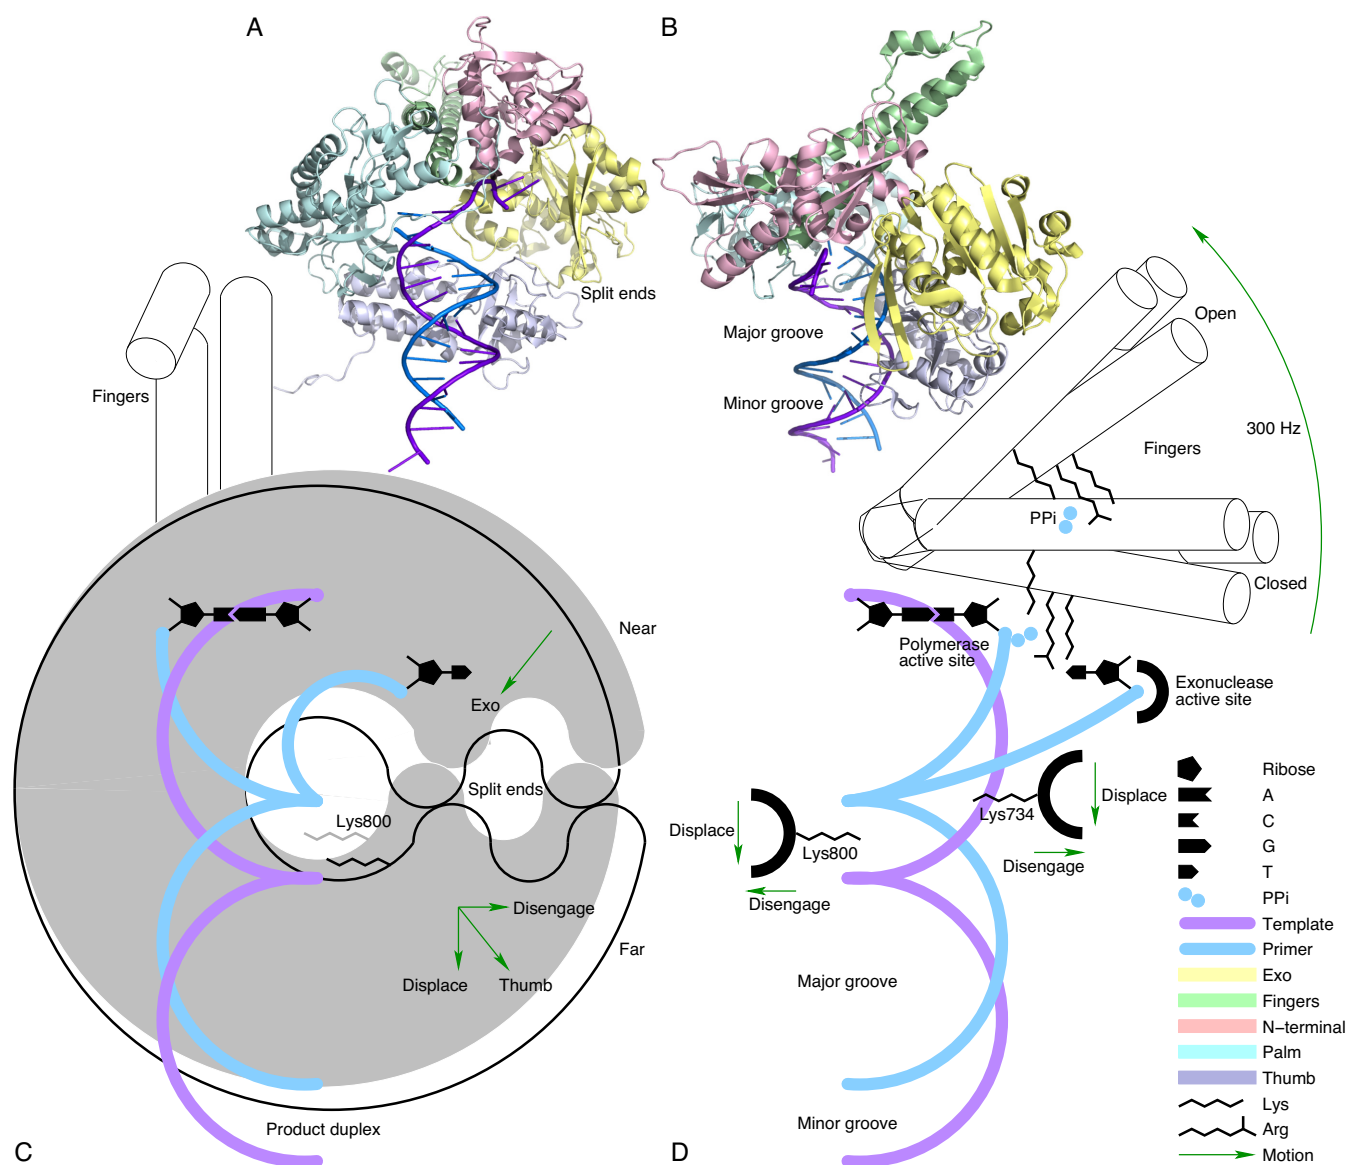 A
B
Split ends
Major groove
Minor groove
Fingers
Open
300 Hz
Fingers
PPi
Closed
Near
Exo
Split ends
Lys800
Disengage
Displace
Thumb
Far
Product duplex
C
Polymerase
active site
Exonuclease
active site
Displace
Lys800
Disengage
Lys734
Displace
Disengage
Major groove
Minor groove
D
Ribose
A
C
G
T
PPi
Template
Primer
Exo
Fingers
N−terminal
Palm
Thumb
Lys
Arg
Motion